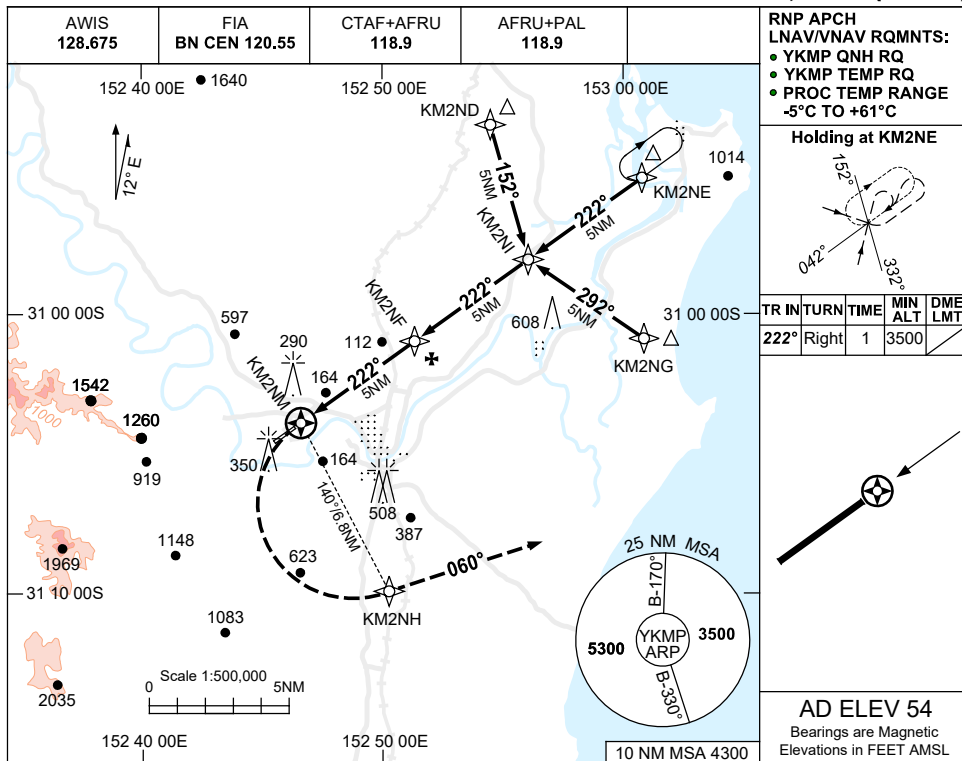 AWIS
128.675
FIA
BN CEN 120.55
CTAF+AFRU
118.9
AFRU+PAL
118.9
RNP APCH
LNAV/VNAV RQMNTS:
• YKMP QNH RQ
• YKMP TEMP RQ
• PROC TEMP RANGE
-5°C TO +61°C
152 40 00E
152 50 00E
153 00 00E
1640
12° E
KM2ND
152°
5NM
KM2NE
1014
222°
5NM
KM2NI
292°
5NM
KM2NG
222°
5NM
KM2NF
31 00 00S
31 00 00S
608
597
290
112
222°
5NM
KM2NM
164
1542
1000
1260
919
350
164
508
387
140°/6.8NM
1969
1148
623
060°
31 10 00S
KM2NH
1083
2035
Scale 1:500,000
0
5NM
25 NM MSA
B-170°
5300
YKMP
ARP
3500
B-330°
152 40 00E
152 50 00E
10 NM MSA 4300
Holding at KM2NE
152°
042°
332°
TR IN TURN TIME MIN ALT DME LMT
222° Right 1 3500
AD ELEV 54
Bearings are Magnetic
Elevations in FEET AMSL